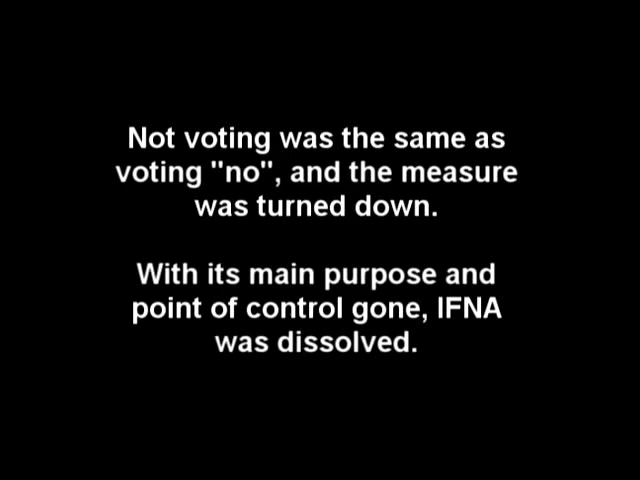 Not voting was the same as
voting "no", and the measure
was turned down.
With its main purpose and
point of control gone, IFNA
was dissolved.